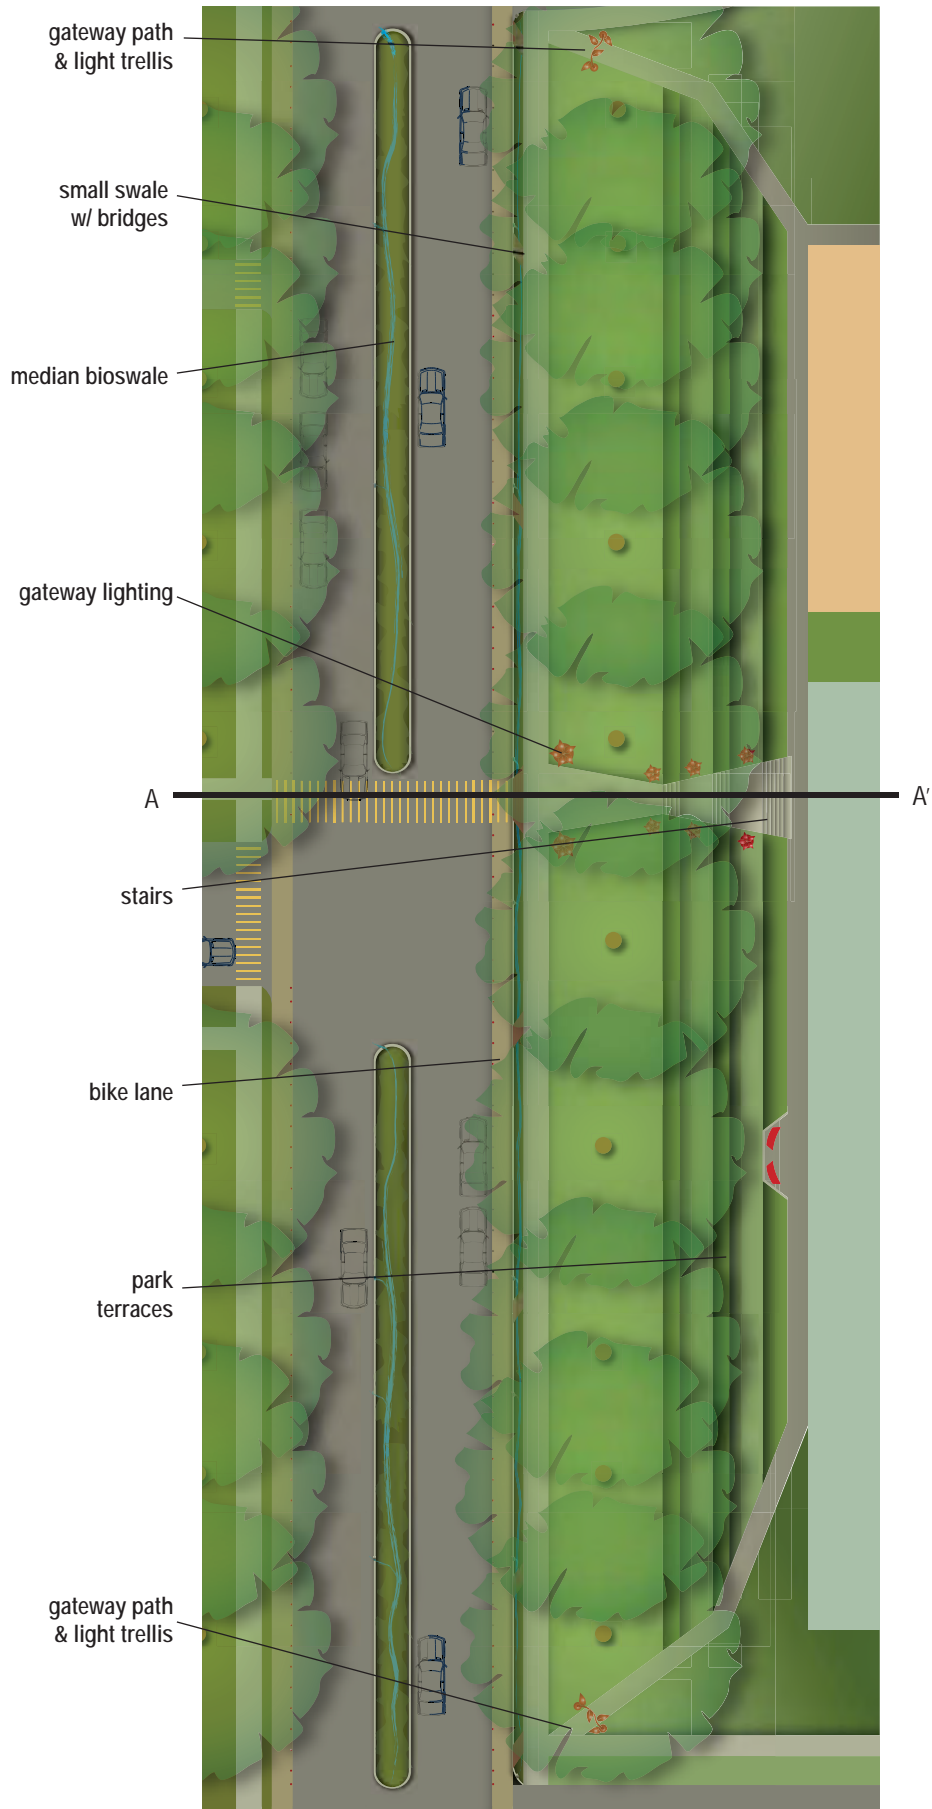 gateway path
& light trellis
small swale
w/ bridges
median bioswale
gateway lighting
A
A'
stairs
bike lane
park
terraces
gateway path
& light trellis